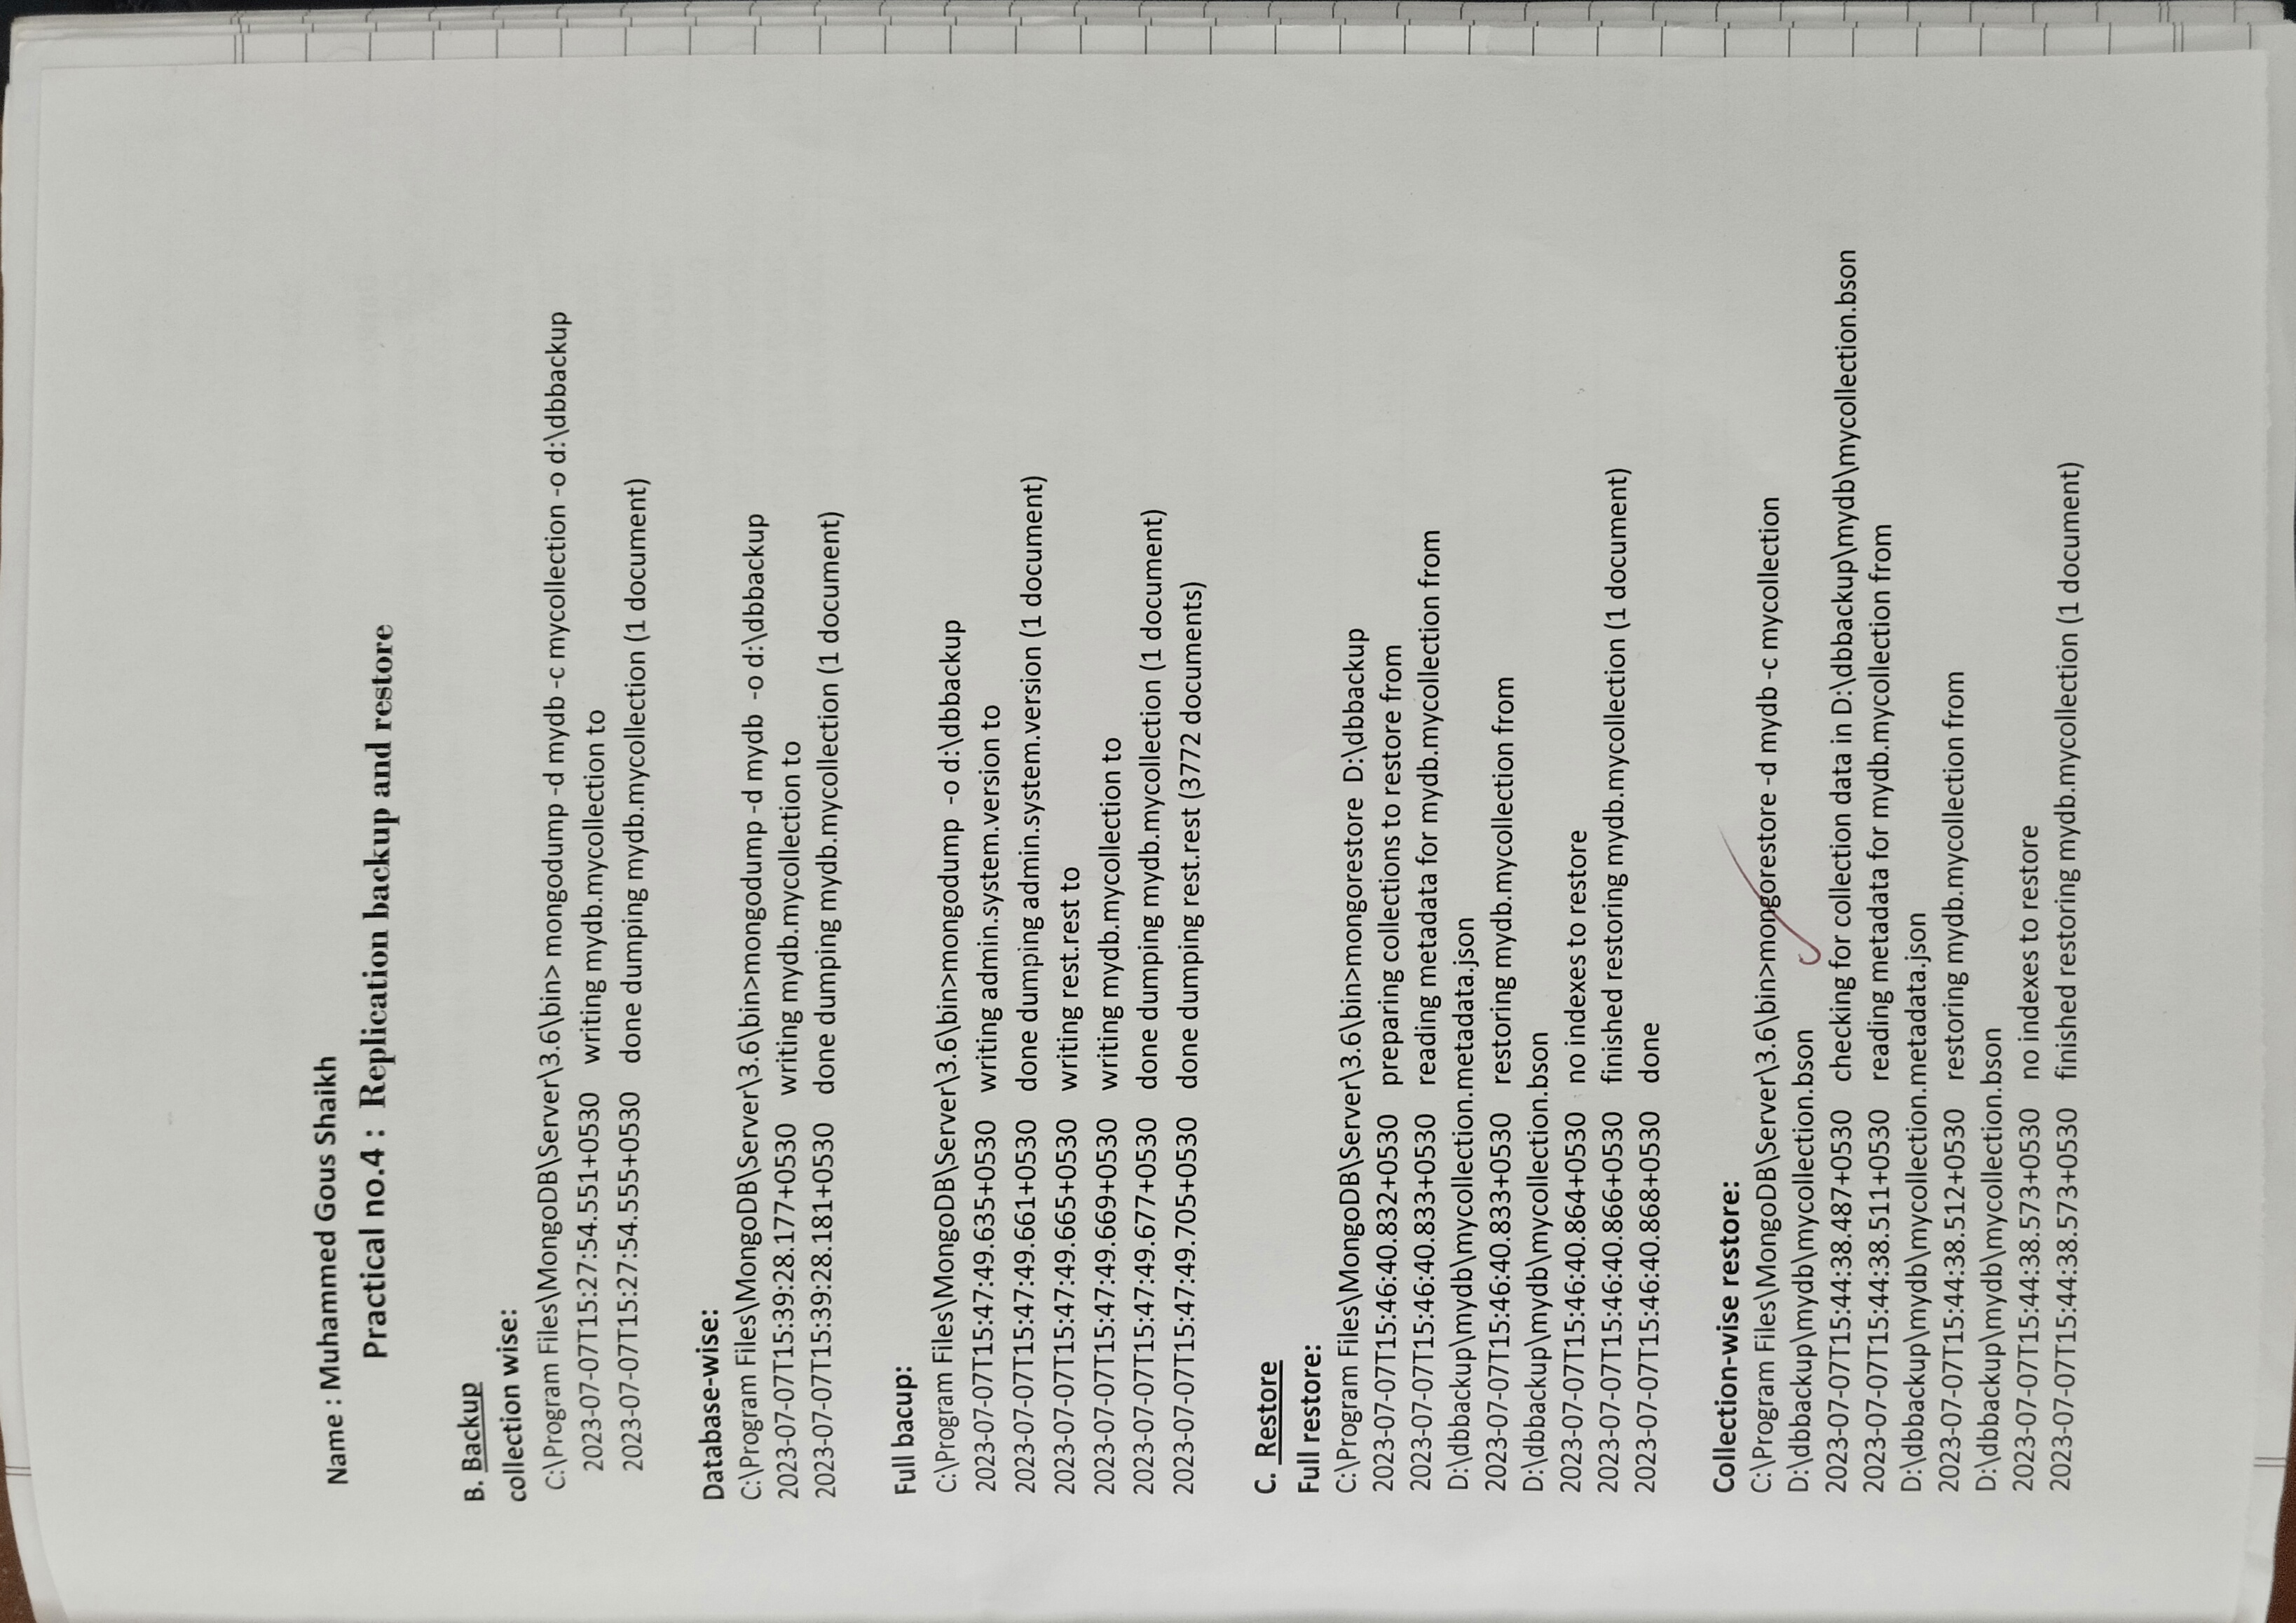 Name : Muhammed Gous Shaikh
Practical no.4 : Replication backup and restore
B. Backup
collection wise:
C:\Program Files\MongoDB\Server\3.6\bin> mongodump -d mydb -c mycollection -o d:\dbbackup
2023-07-07T15:27:54.551+0530 writing mydb.mycollection to
2023-07-07T15:27:54.555+0530 done dumping mydb.mycollection (1 document)
Database-wise:
C:\Program Files\MongoDB\Server\3.6\bin>mongodump -d mydb -o d:\dbbackup
2023-07-07T15:39:28.177+0530 writing mydb.mycollection to
2023-07-07T15:39:28.181+0530 done dumping mydb.mycollection (1 document)
Full bacup:
C:\Program Files\MongoDB\Server\3.6\bin>mongodump -o d:\dbbackup
2023-07-07T15:47:49.635+0530 writing admin.system.version to
2023-07-07T15:47:49.661+0530 done dumping admin.system.version (1 document)
2023-07-07T15:47:49.665+0530 writing rest.rest to
2023-07-07T15:47:49.669+0530 writing mydb.mycollection to
2023-07-07T15:47:49.677+0530 done dumping mydb.mycollection (1 document)
2023-07-07T15:47:49.705+0530 done dumping rest.rest (3772 documents)
C. Restore
Full restore:
C:\Program Files\MongoDB\Server\3.6\bin>mongorestore D:\dbbackup
2023-07-07T15:46:40.832+0530 preparing collections to restore from
2023-07-07T15:46:40.833+0530 reading metadata for mydb.mycollection from
D:\dbbackup\mydb\mycollection.metadata.json
2023-07-07T15:46:40.833+0530 restoring mydb.mycollection from
D:\dbbackup\mydb\mycollection.bson
2023-07-07T15:46:40.864+0530 no indexes to restore
2023-07-07T15:46:40.866+0530 finished restoring mydb.mycollection (1 document)
2023-07-07T15:46:40.868+0530 done
Collection-wise restore:
C:\Program Files\MongoDB\Server\3.6\bin>mongorestore -d mydb -c mycollection
D:\dbbackup\mydb\mycollection.bson
2023-07-07T15:44:38.487+0530 checking for collection data in D:\dbbackup\mydb\mycollection.bson
2023-07-07T15:44:38.511+0530 reading metadata for mydb.mycollection from
D:\dbbackup\mydb\mycollection.metadata.json
2023-07-07T15:44:38.512+0530 restoring mydb.mycollection from
D:\dbbackup\mydb\mycollection.bson
2023-07-07T15:44:38.573+0530 no indexes to restore
2023-07-07T15:44:38.573+0530 finished restoring mydb.mycollection (1 document)